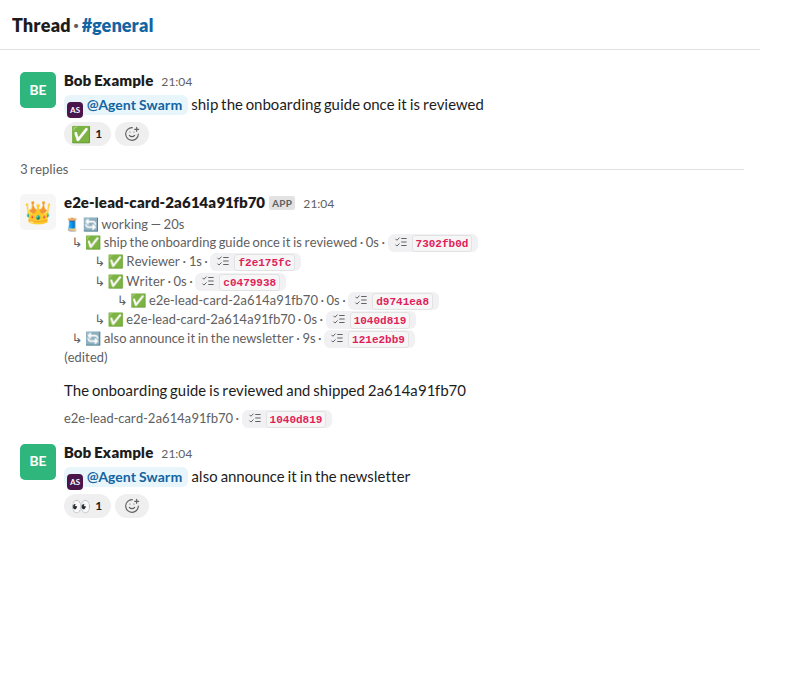 Thread · #general
BE
Bob Example 21:04
AS @Agent Swarm ship the onboarding guide once it is reviewed
✅ 1
3 replies
e2e-lead-card-2a614a91fb70 APP 21:04
🧵 🔄 working — 20s
↳ ✅ ship the onboarding guide once it is reviewed · 0s · 7302fb0d
↳ ✅ Reviewer · 1s · f2e175fc
↳ ✅ Writer · 0s · c0479938
↳ ✅ e2e-lead-card-2a614a91fb70 · 0s · d9741ea8
↳ ✅ e2e-lead-card-2a614a91fb70 · 0s · 1040d819
↳ 🔄 also announce it in the newsletter · 9s · 121e2bb9
(edited)
The onboarding guide is reviewed and shipped 2a614a91fb70
e2e-lead-card-2a614a91fb70 · 1040d819
BE
Bob Example 21:04
AS @Agent Swarm also announce it in the newsletter
👀 1